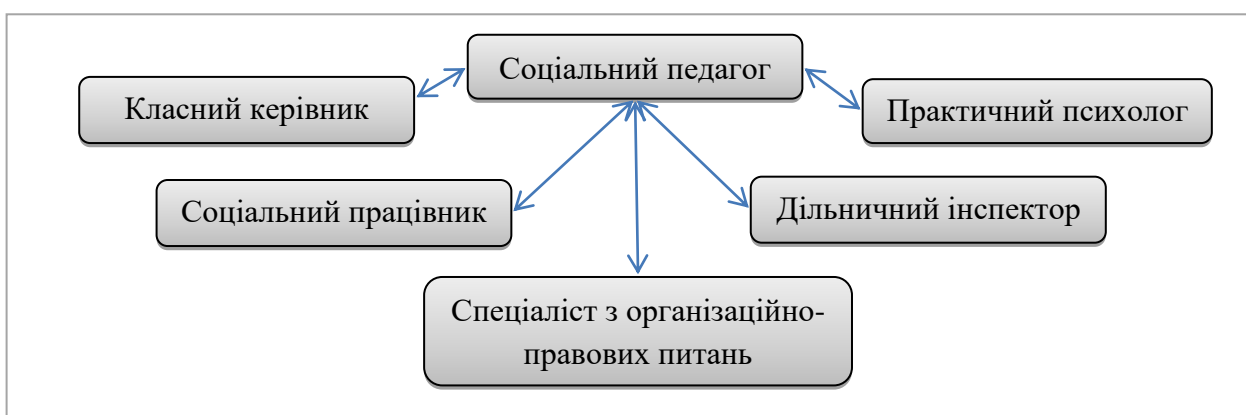 Соціальний педагог
Класний керівник
Практичний психолог
Соціальний працівник
Дільничний інспектор
Спеціаліст з організаційно-
правових питань